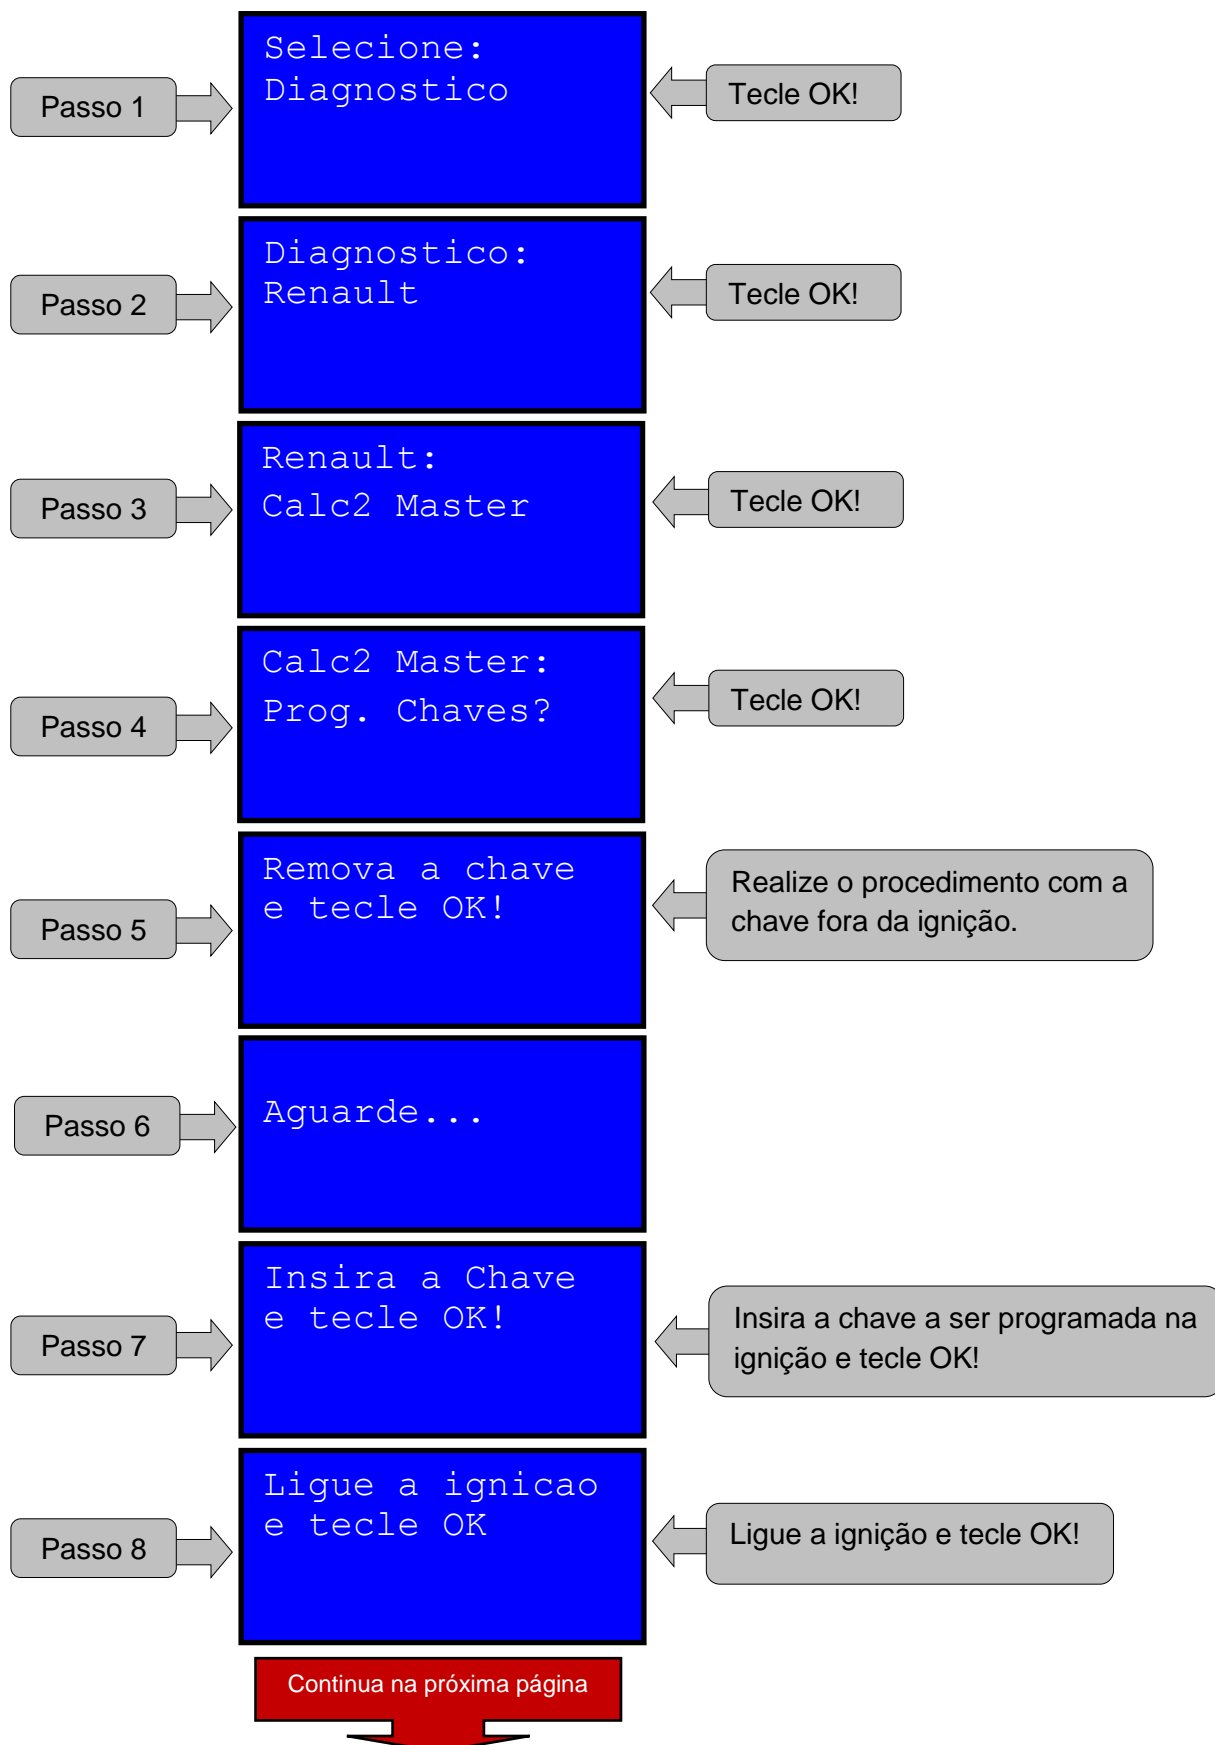 Passo 1
Selecione:
Diagnostico
Tecle OK!
Passo 2
Diagnostico:
Renault
Tecle OK!
Passo 3
Renault:
Calc2 Master
Tecle OK!
Passo 4
Calc2 Master:
Prog. Chaves?
Tecle OK!
Passo 5
Remova a chave
e tecle OK!
Realize o procedimento com a
chave fora da ignição.
Passo 6
Aguarde...
Passo 7
Insira a Chave
e tecle OK!
Insira a chave a ser programada na
ignição e tecle OK!
Passo 8
Ligue a ignicao
e tecle OK
Ligue a ignição e tecle OK!
Continua na próxima página